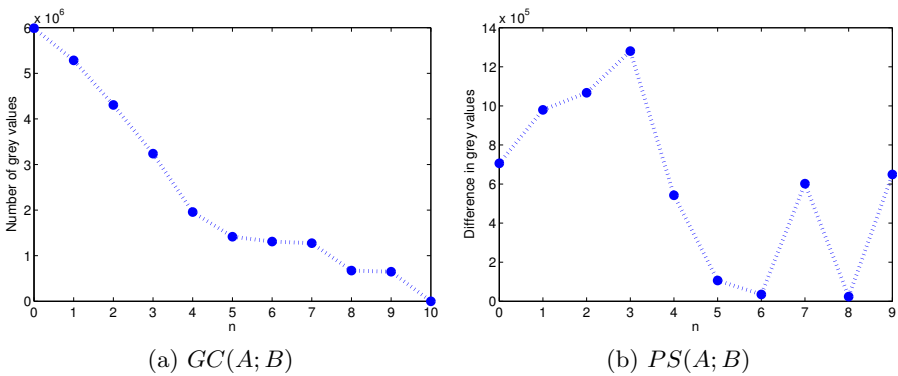 x 10^6
6
5
4
3
2
1
0
Number of grey values
0 1 2 3 4 5 6 7 8 9 10
n
(a) GC(A; B)
x 10^5
14
12
10
8
6
4
2
0
Difference in grey values
0 1 2 3 4 5 6 7 8 9
n
(b) PS(A; B)